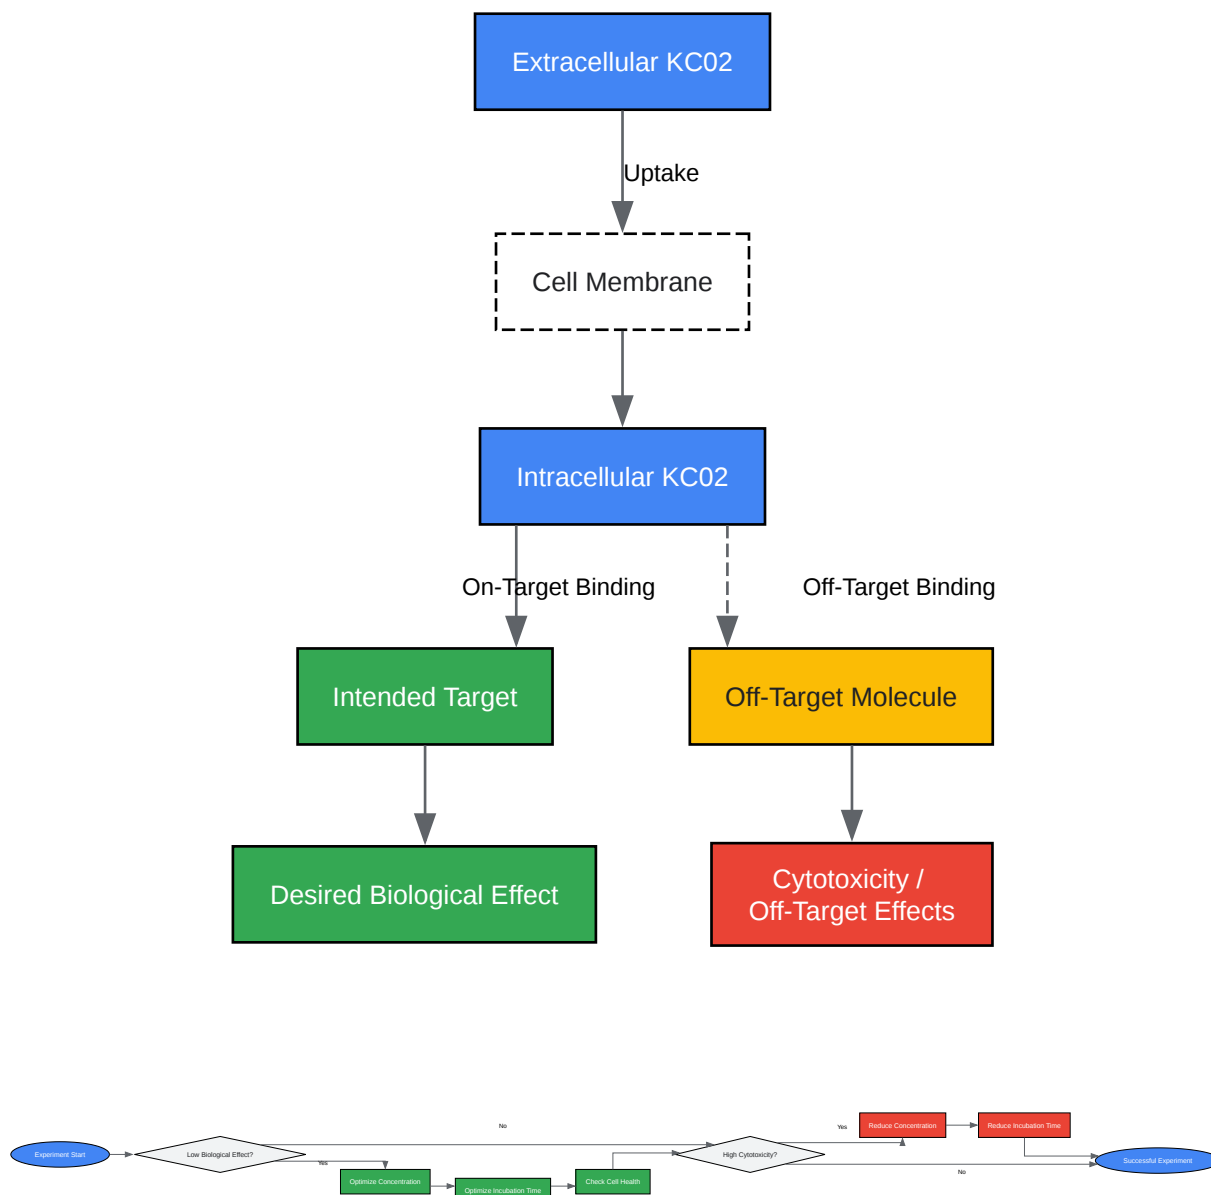 Extracellular KC02
Uptake
Cell Membrane
Intracellular KC02
On-Target Binding
Off-Target Binding
Intended Target
Off-Target Molecule
Desired Biological Effect
Cytotoxicity /
Off-Target Effects
Experiment Start
Low Biological Effect?
No
Yes
Optimize Concentration
Optimize Incubation Time
Check Cell Health
High Cytotoxicity?
Yes
Reduce Concentration
Reduce Incubation Time
No
Successful Experiment